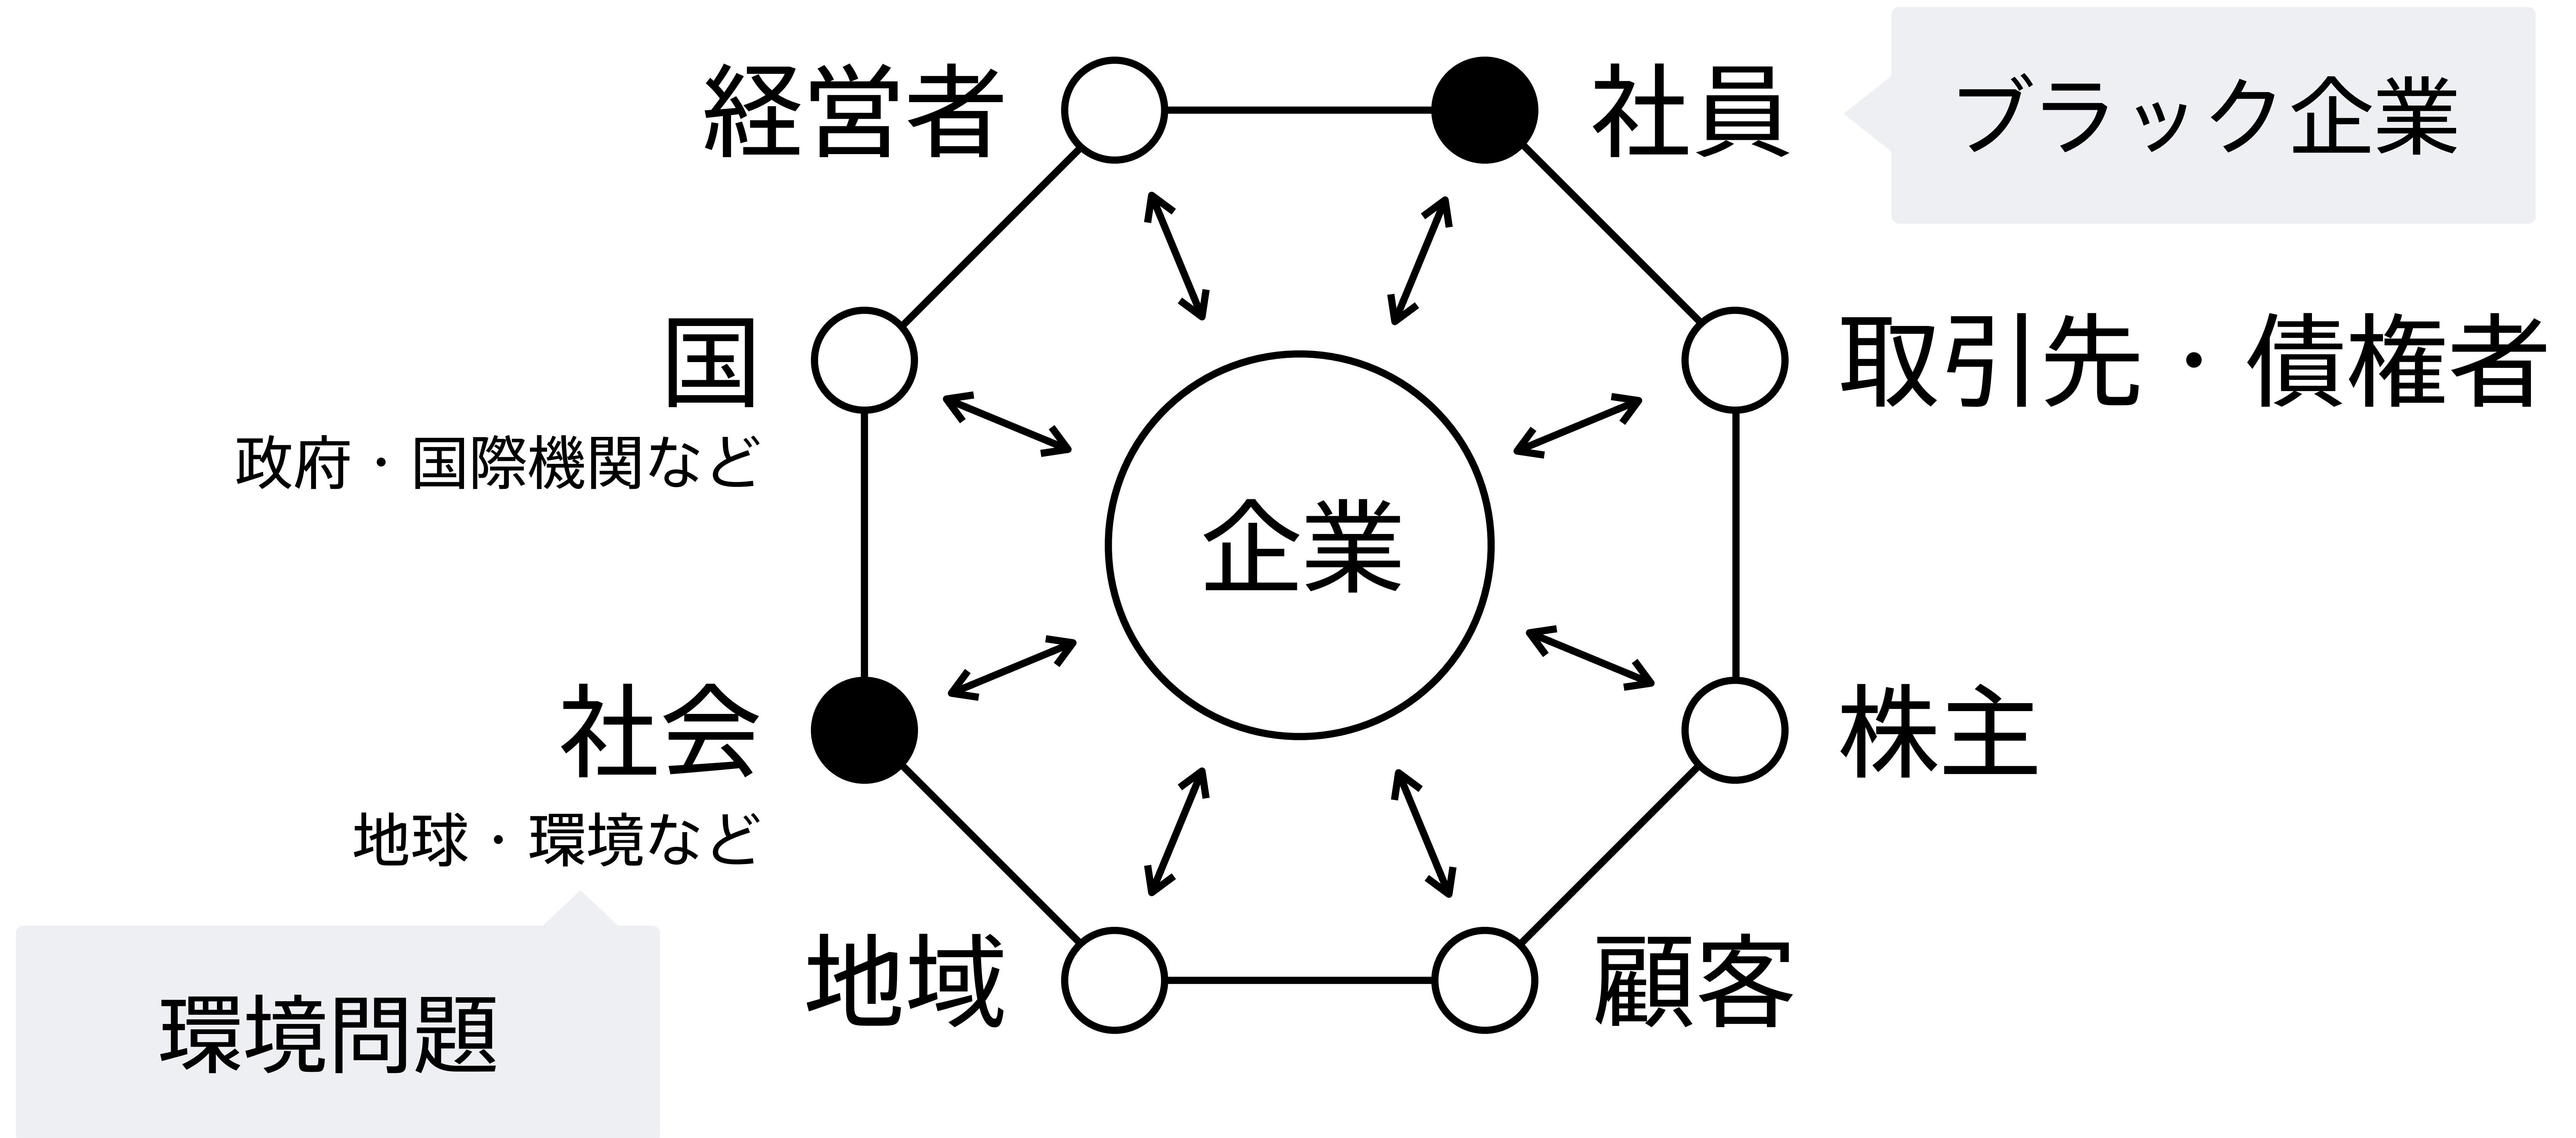 経営者
社員
ブラック企業
国
政府・国際機関など
取引先・債権者
企業
社会
地球・環境など
株主
環境問題
地域
顧客